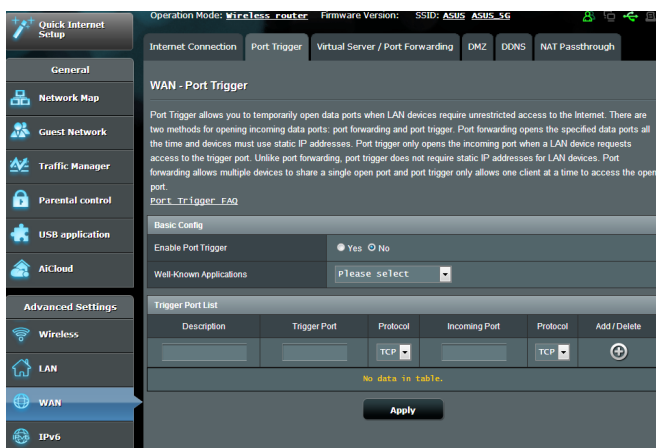 Quick Internet
Setup
General
Network Map
Guest Network
Traffic Manager
Parental control
USB application
AiCloud
Advanced Settings
Wireless
LAN
WAN
IPv6
Operation Mode: Wireless router Firmware Version: SSID: ASUS ASUS_5G
Internet Connection Port Trigger Virtual Server / Port Forwarding DMZ DDNS NAT Passthrough
WAN - Port Trigger
Port Trigger allows you to temporarily open data ports when LAN devices require unrestricted access to the Internet. There are
two methods for opening incoming data ports: port forwarding and port trigger. Port forwarding opens the specified data ports all
the time and devices must use static IP addresses. Port trigger only opens the incoming port when a LAN device requests
access to the trigger port. Unlike port forwarding, port trigger does not require static IP addresses for LAN devices. Port
forwarding allows multiple devices to share a single open port and port trigger only allows one client at a time to access the open
port.
Port Trigger FAQ
Basic Config
Enable Port Trigger Yes No
Well-Known Applications Please select
Trigger Port List
Description Trigger Port Protocol Incoming Port Protocol Add / Delete
TCP TCP
No data in table.
Apply